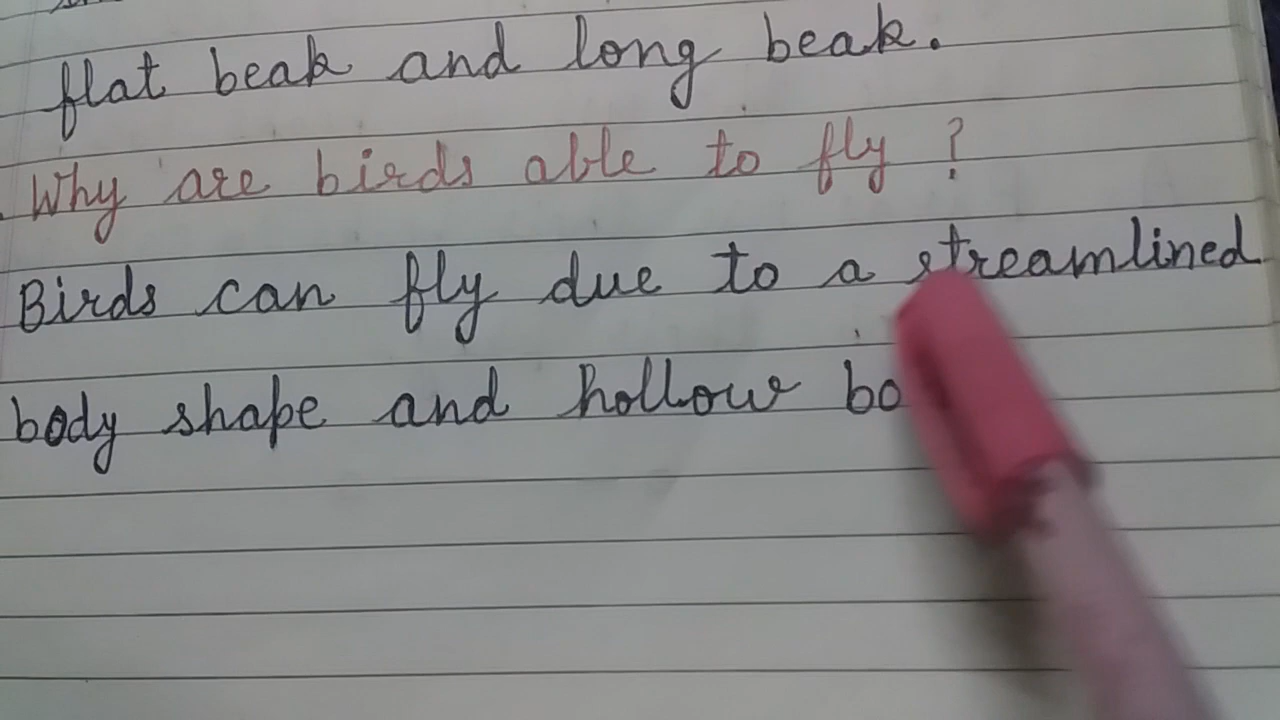 flat beak and long beak.
Why are birds able to fly ?
Birds can fly due to a streamlined
body shape and hollow bo